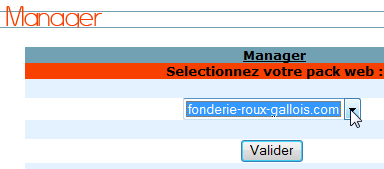 Manager
Manager
Selectionnez votre pack web :
fonderie-roux-gallois.com
Valider